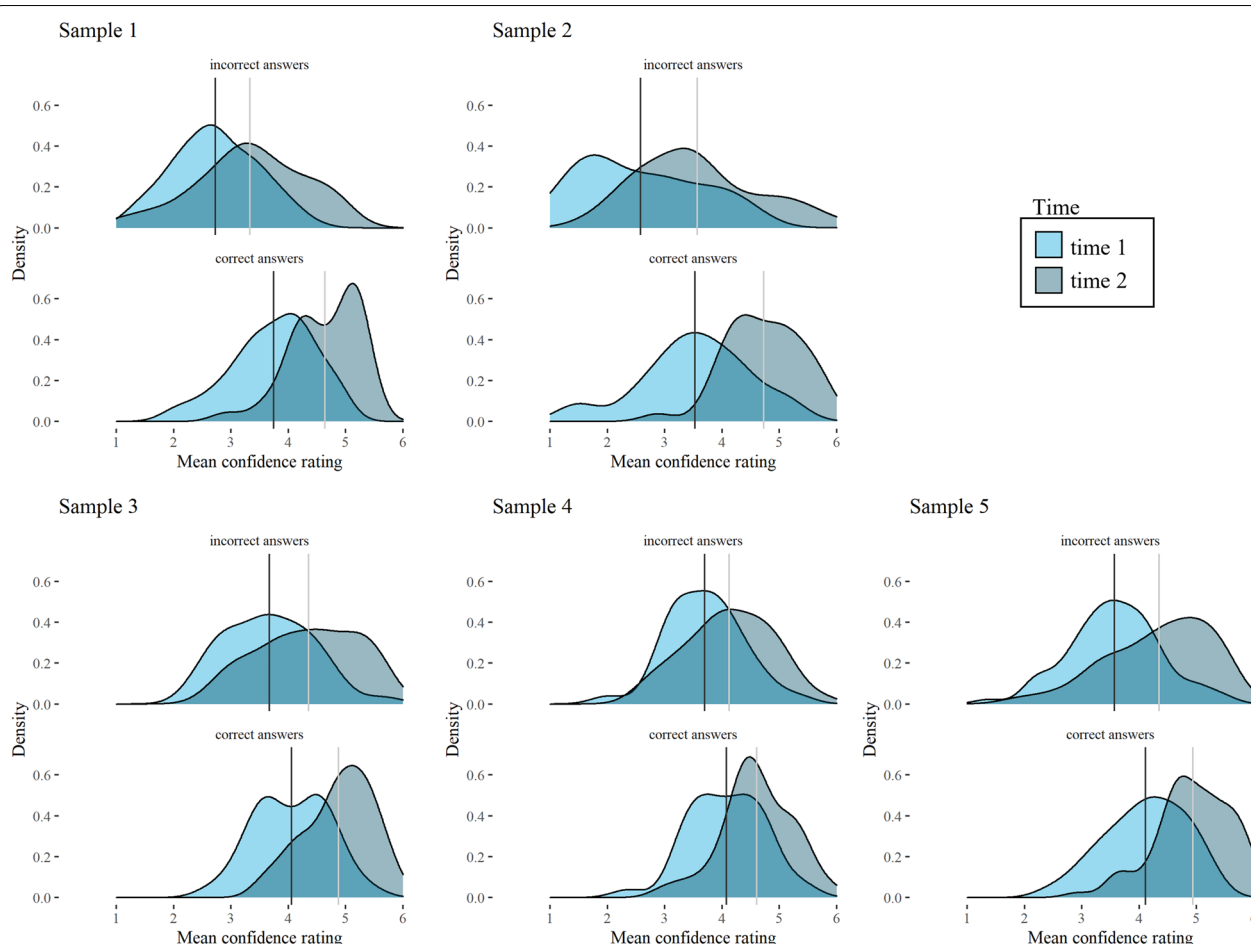 Sample 1
incorrect answers
0.6
0.4
0.2
0.0
Density
correct answers
0.6
0.4
0.2
0.0
1 2 3 4 5 6
Mean confidence rating
Sample 2
incorrect answers
0.6
0.4
0.2
0.0
Density
correct answers
0.6
0.4
0.2
0.0
1 2 3 4 5 6
Mean confidence rating
Time
time 1
time 2
Sample 3
incorrect answers
0.6
0.4
0.2
0.0
Density
correct answers
0.6
0.4
0.2
0.0
1 2 3 4 5 6
Mean confidence rating
Sample 4
incorrect answers
0.6
0.4
0.2
0.0
Density
correct answers
0.6
0.4
0.2
0.0
1 2 3 4 5 6
Mean confidence rating
Sample 5
incorrect answers
0.6
0.4
0.2
0.0
Density
correct answers
0.6
0.4
0.2
0.0
1 2 3 4 5 6
Mean confidence rating